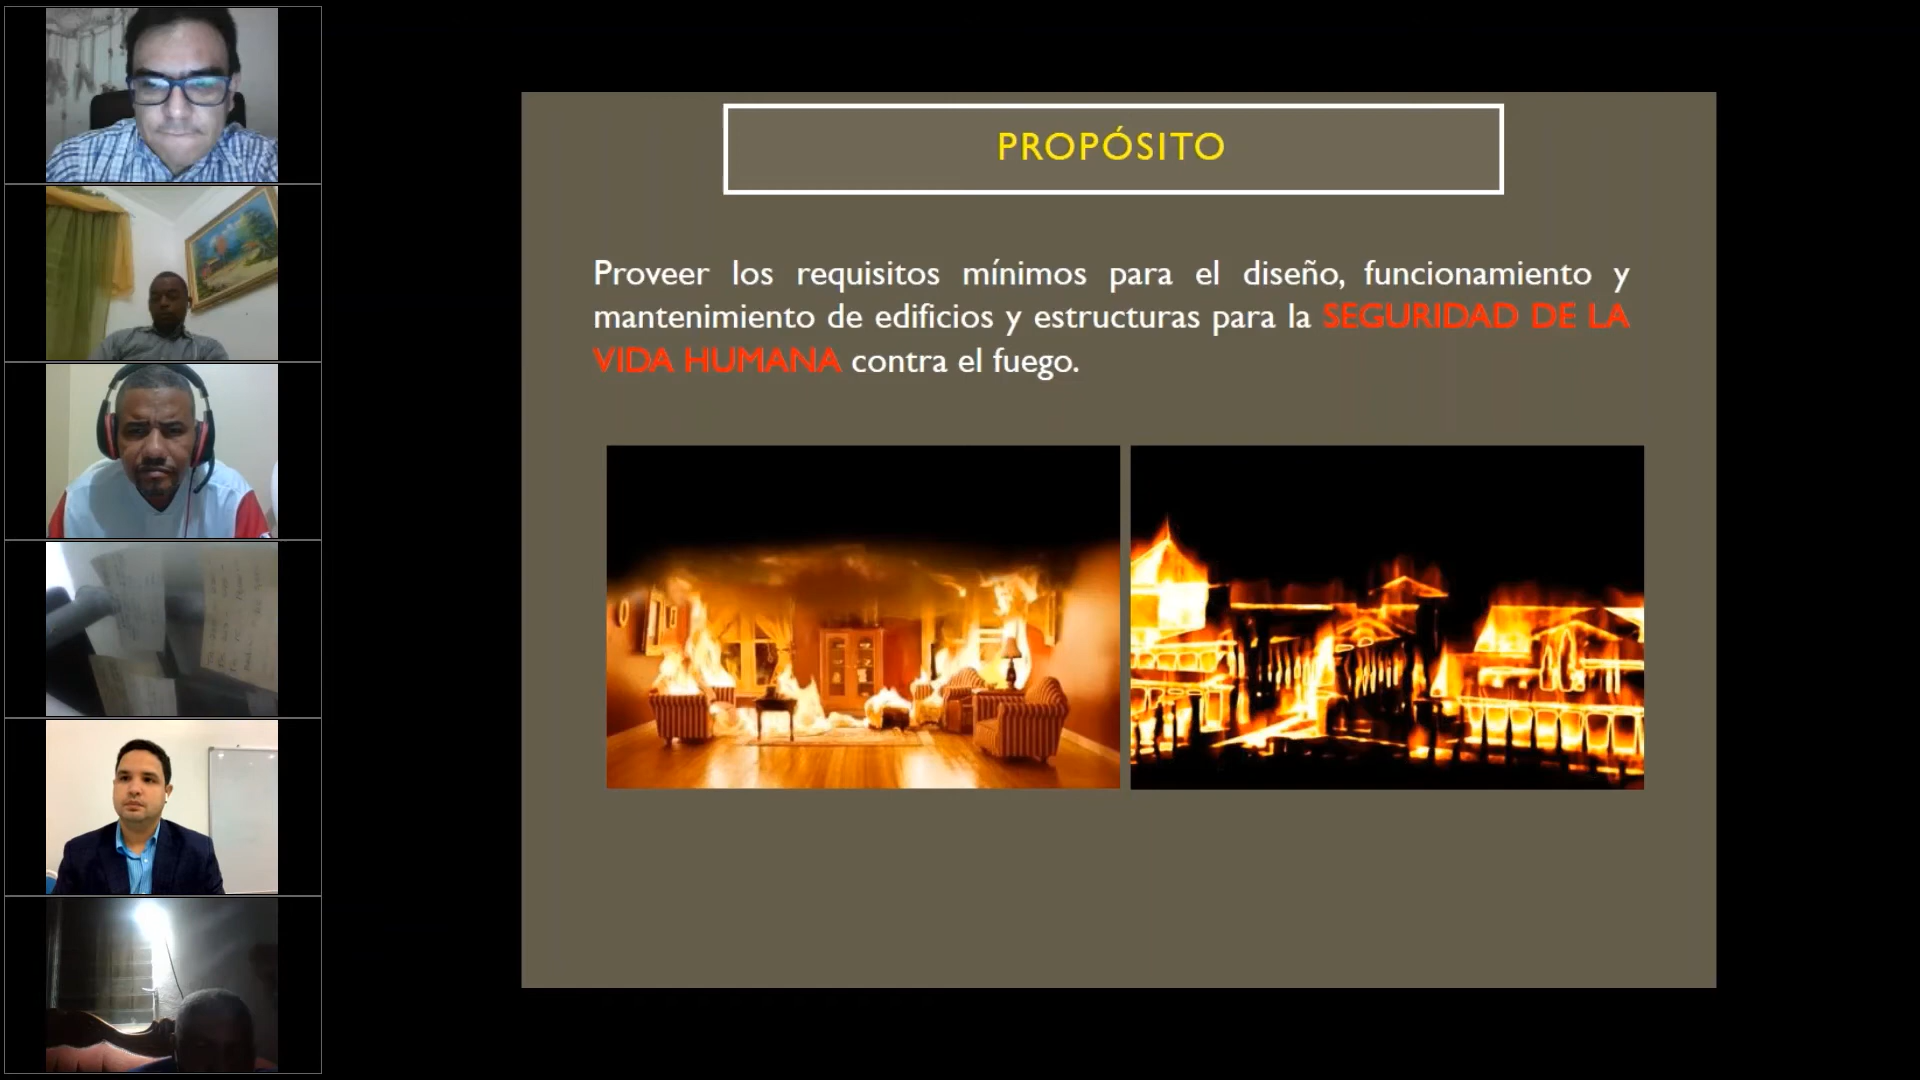 PROPÓSITO
Proveer los requisitos mínimos para el diseño, funcionamiento y
mantenimiento de edificios y estructuras para la SEGURIDAD DE LA
VIDA HUMANA contra el fuego.